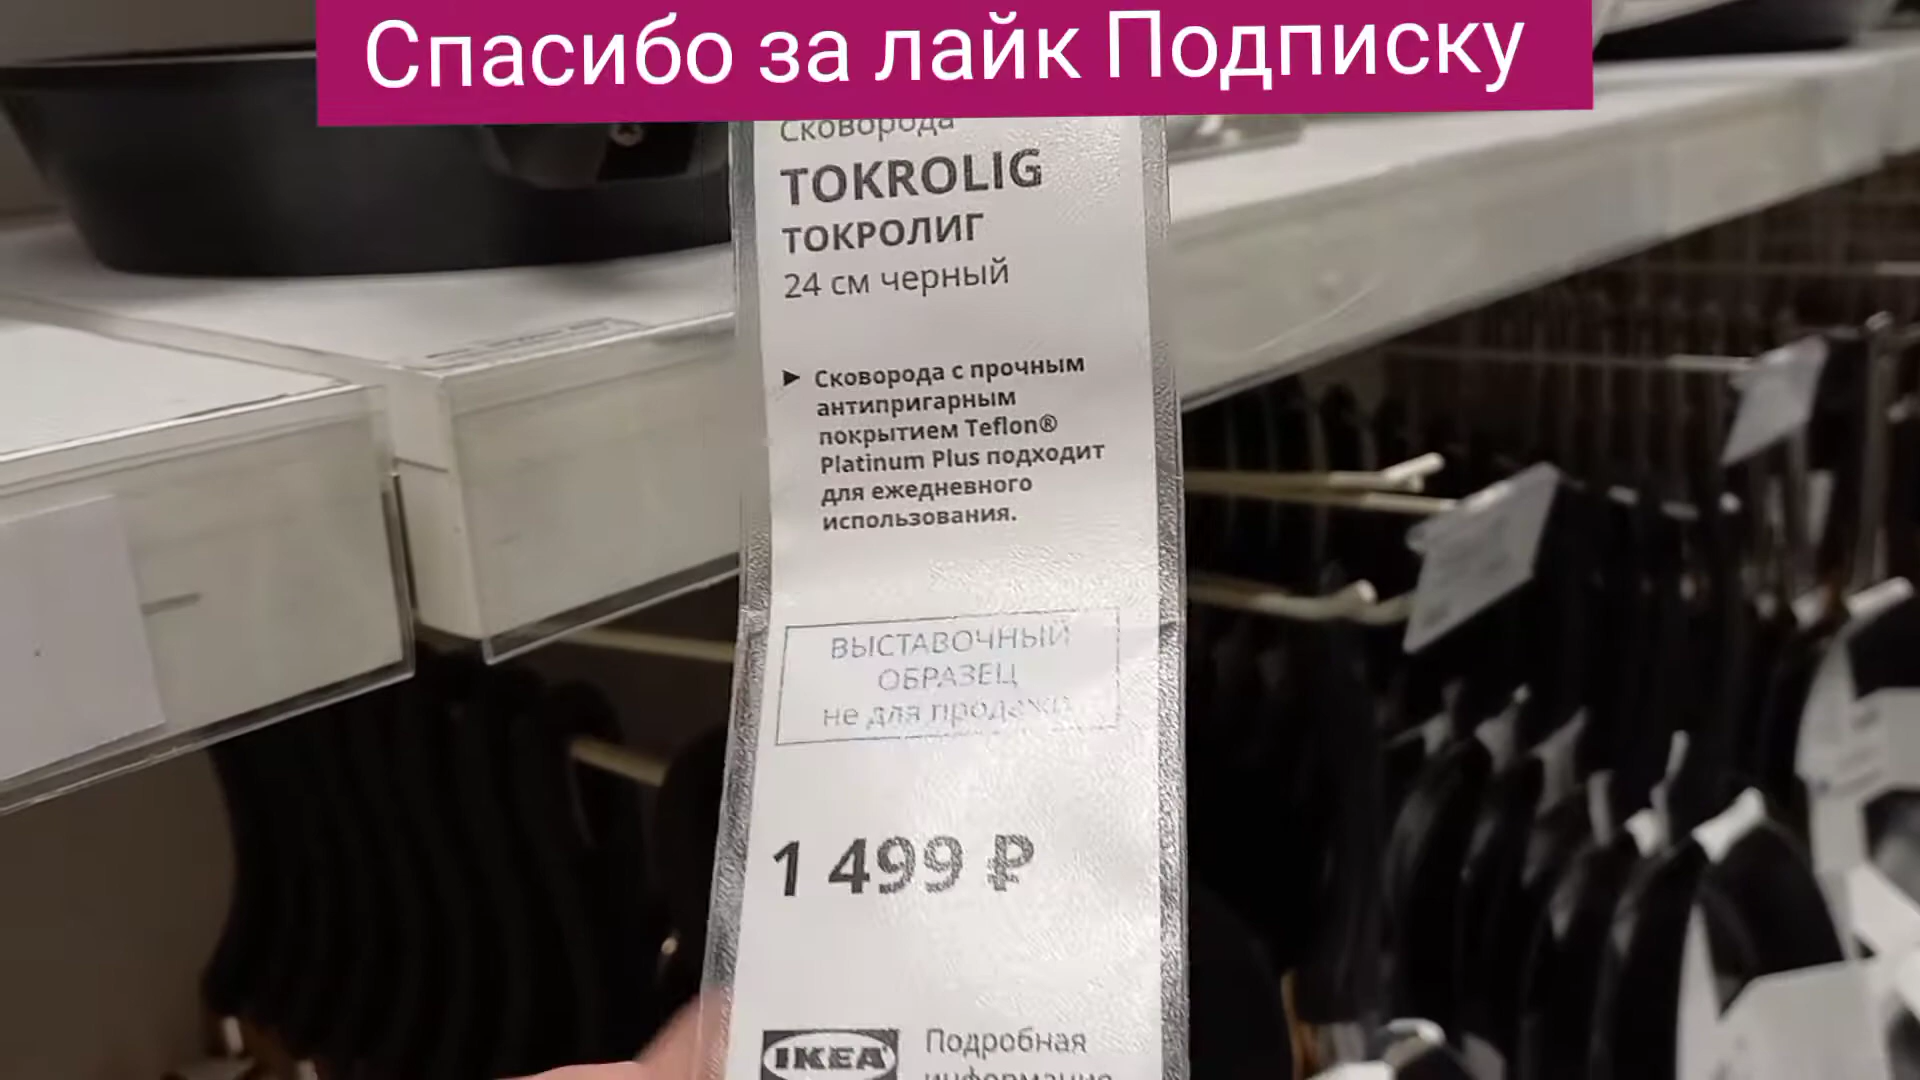 Спасибо за лайк Подписку
Сковорода
TOKROLIG
ТОКРОЛИГ
24 см черный
► Сковорода с прочным
антипригарным
покрытием Teflon®
Platinum Plus подходит
для ежедневного
использования.
ВЫСТАВОЧНЫЙ
ОБРАЗЕЦ
не для продажи
1 499 ₽
IKEA
Подробная